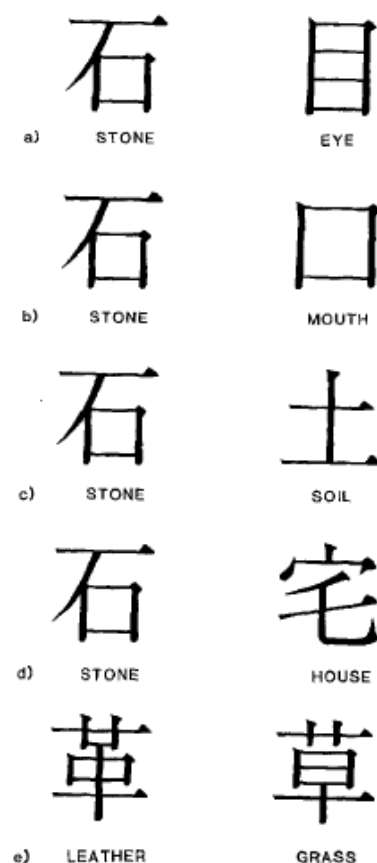 石 目
a) STONE EYE
石 口
b) STONE MOUTH
石 土
c) STONE SOIL
石 宅
d) STONE HOUSE
革 草
e) LEATHER GRASS